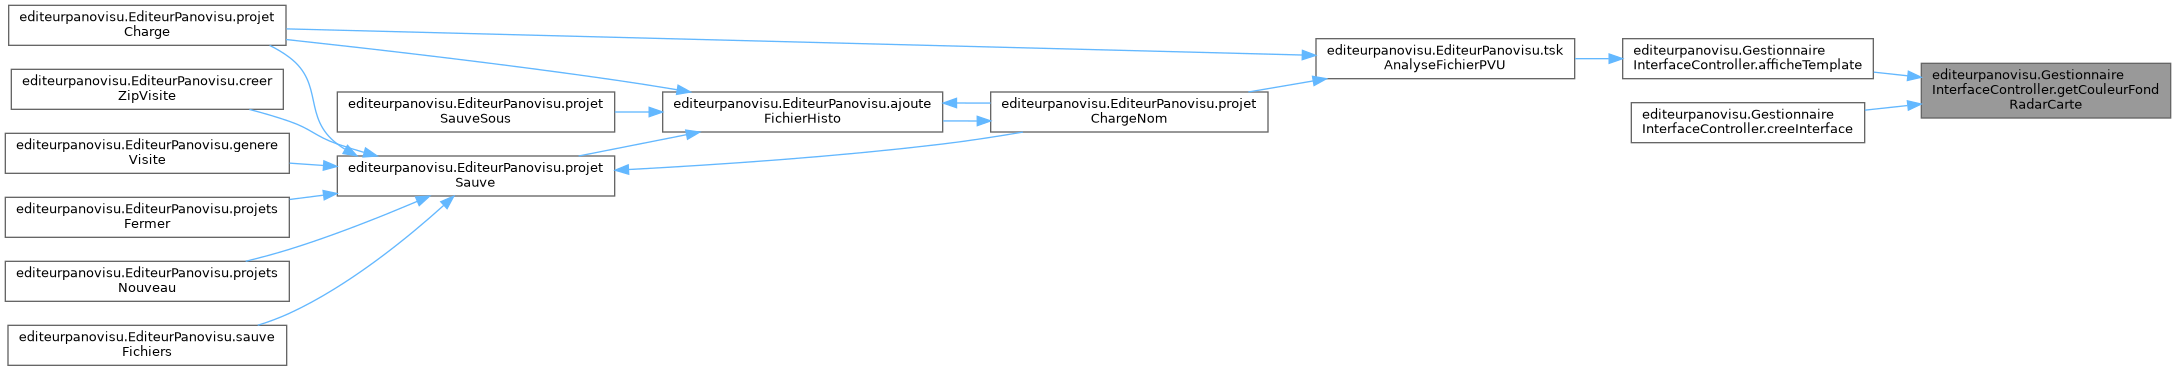 editeurpanovisu.EditeurPanovisu.projet
Charge
editeurpanovisu.EditeurPanovisu.creer
ZipVisite
editeurpanovisu.EditeurPanovisu.genere
Visite
editeurpanovisu.EditeurPanovisu.projets
Fermer
editeurpanovisu.EditeurPanovisu.projets
Nouveau
editeurpanovisu.EditeurPanovisu.sauve
Fichiers
editeurpanovisu.EditeurPanovisu.projet
SauveSous
editeurpanovisu.EditeurPanovisu.projet
Sauve
editeurpanovisu.EditeurPanovisu.ajoute
FichierHisto
editeurpanovisu.EditeurPanovisu.projet
ChargeNom
editeurpanovisu.EditeurPanovisu.tsk
AnalyseFichierPVU
editeurpanovisu.Gestionnaire
InterfaceController.afficheTemplate
editeurpanovisu.Gestionnaire
InterfaceController.creeInterface
editeurpanovisu.Gestionnaire
InterfaceController.getCouleurFond
RadarCarte